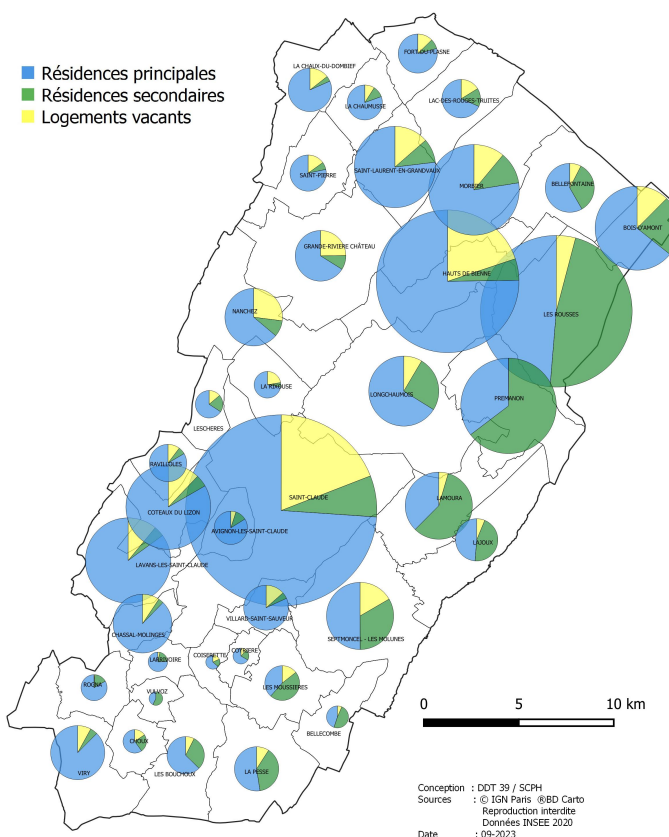 Résidences principales
Résidences secondaires
Logements vacants
FORT-DU-PLASNE
LA CHAUX-DU-DOMBIEF
LA CHAUMUSSE
LAC-DES-ROUGES-TRUITES
SAINT-PIERRE
SAINT-LAURENT-EN-GRANDVAUX
MORBIER
BELLEFONTAINE
BOIS-D'AMONT
GRANDE-RIVIERE CHÂTEAU
HAUTS DE BIENNE
LES ROUSSES
NANCHEZ
LA RIXOUSE
LONGCHAUMOIS
PREMANON
LESCHERES
RAVILLOLES
SAINT-CLAUDE
LAMOURA
COTEAUX DU LIZON
AVIGNON-LES-SAINT-CLAUDE
LAJOUX
LAVANS-LES-SAINT-CLAUDE
VILLARD-SAINT-SAUVEUR
SEPTMONCEL - LES MOLUNES
CHASSAL-MOLINGES
LARRIVOIRE
COISERETTE
COYRIERE
ROGNA
VULVOZ
LES MOUSSIERES
BELLECOMBE
CHOUX
VIRY
LES BOUCHOUX
LA PESSE
0 5 10 km
Conception : DDT 39 / SCPH
Sources : © IGN Paris ®BD Carto
Reproduction interdite
Données INSEE 2020
Date : 09-2023